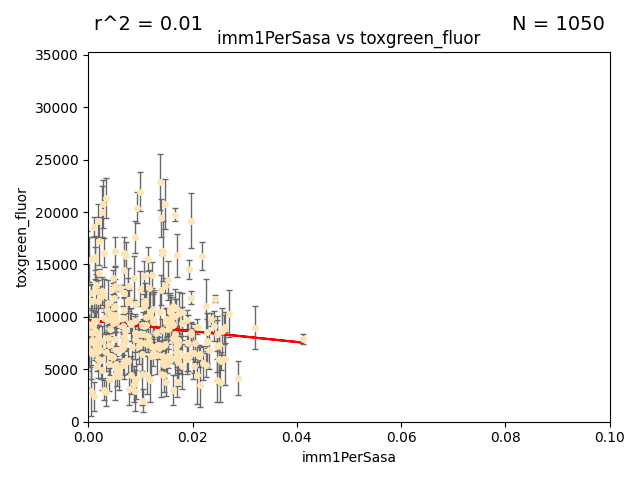 r^2 = 0.01
N = 1050
imm1PerSasa vs toxgreen_fluor
35000
30000
25000
20000
15000
10000
5000
0
toxgreen_fluor
0.00
0.02
0.04
0.06
0.08
0.10
imm1PerSasa